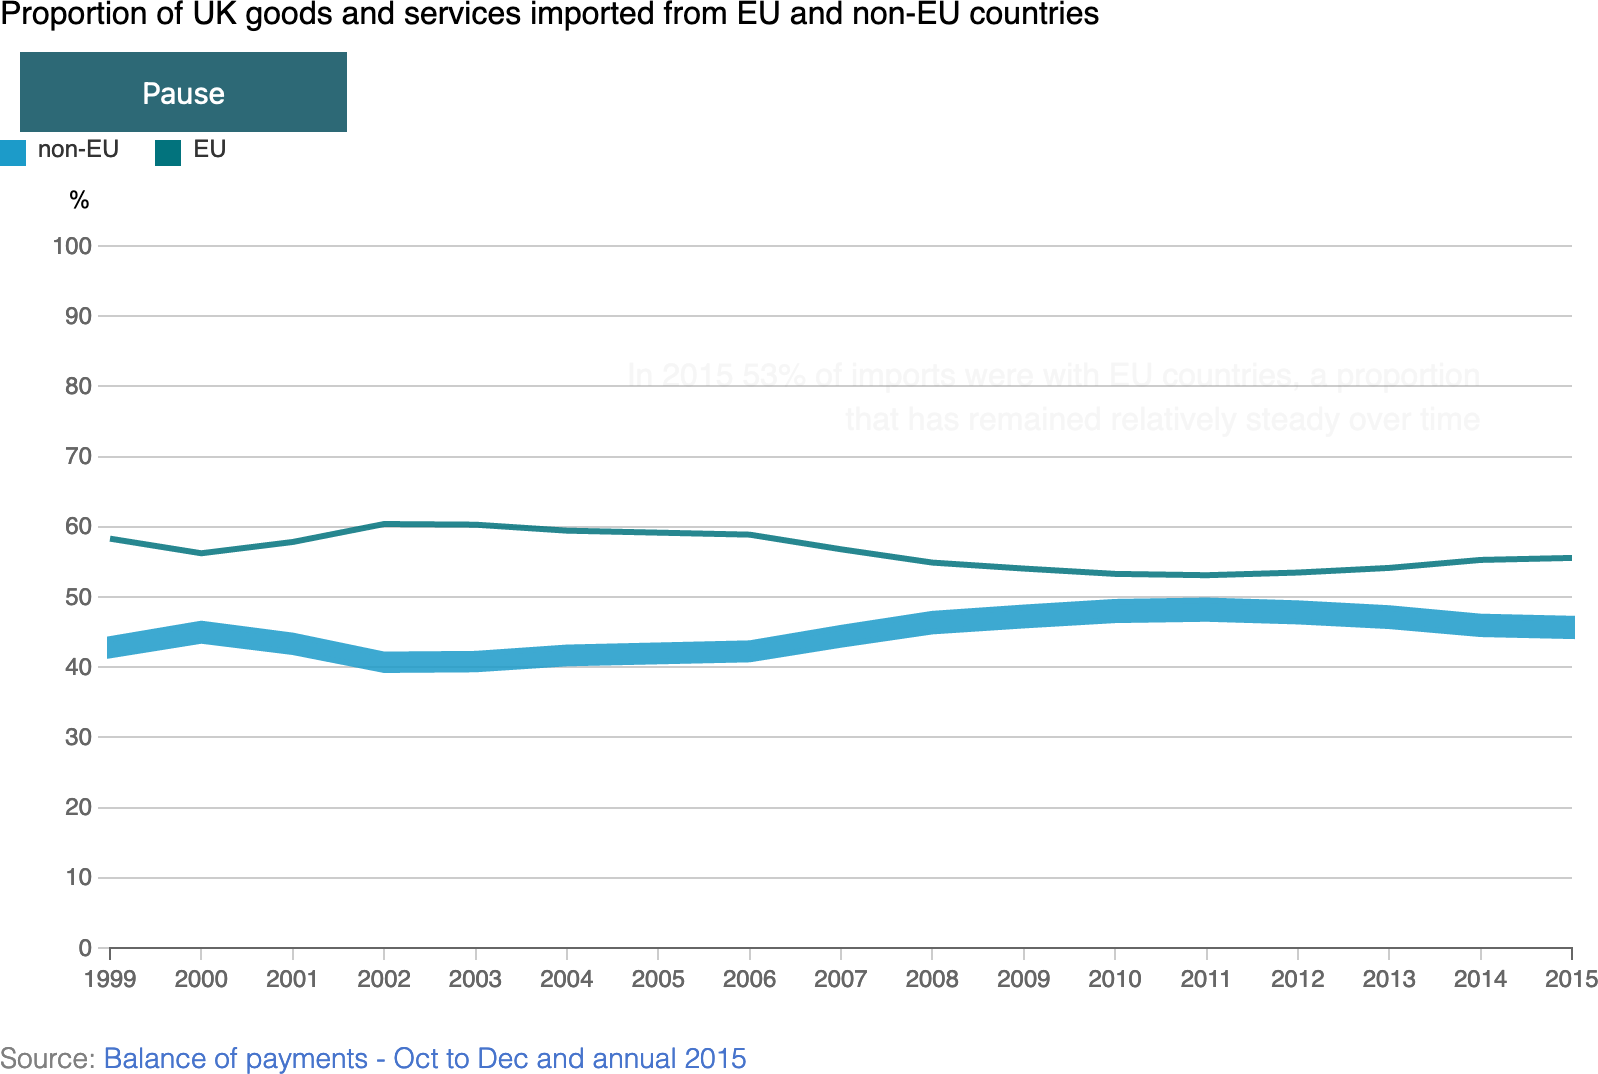 Proportion of UK goods and services imported from EU and non-EU countries
Pause
non-EU EU
%
In 2015 53% of imports were with EU countries, a proportion
that has remained relatively steady over time
100
90
80
70
60
50
40
30
20
10
0
1999 2000 2001 2002 2003 2004 2005 2006 2007 2008 2009 2010 2011 2012 2013 2014 2015
Source: Balance of payments - Oct to Dec and annual 2015